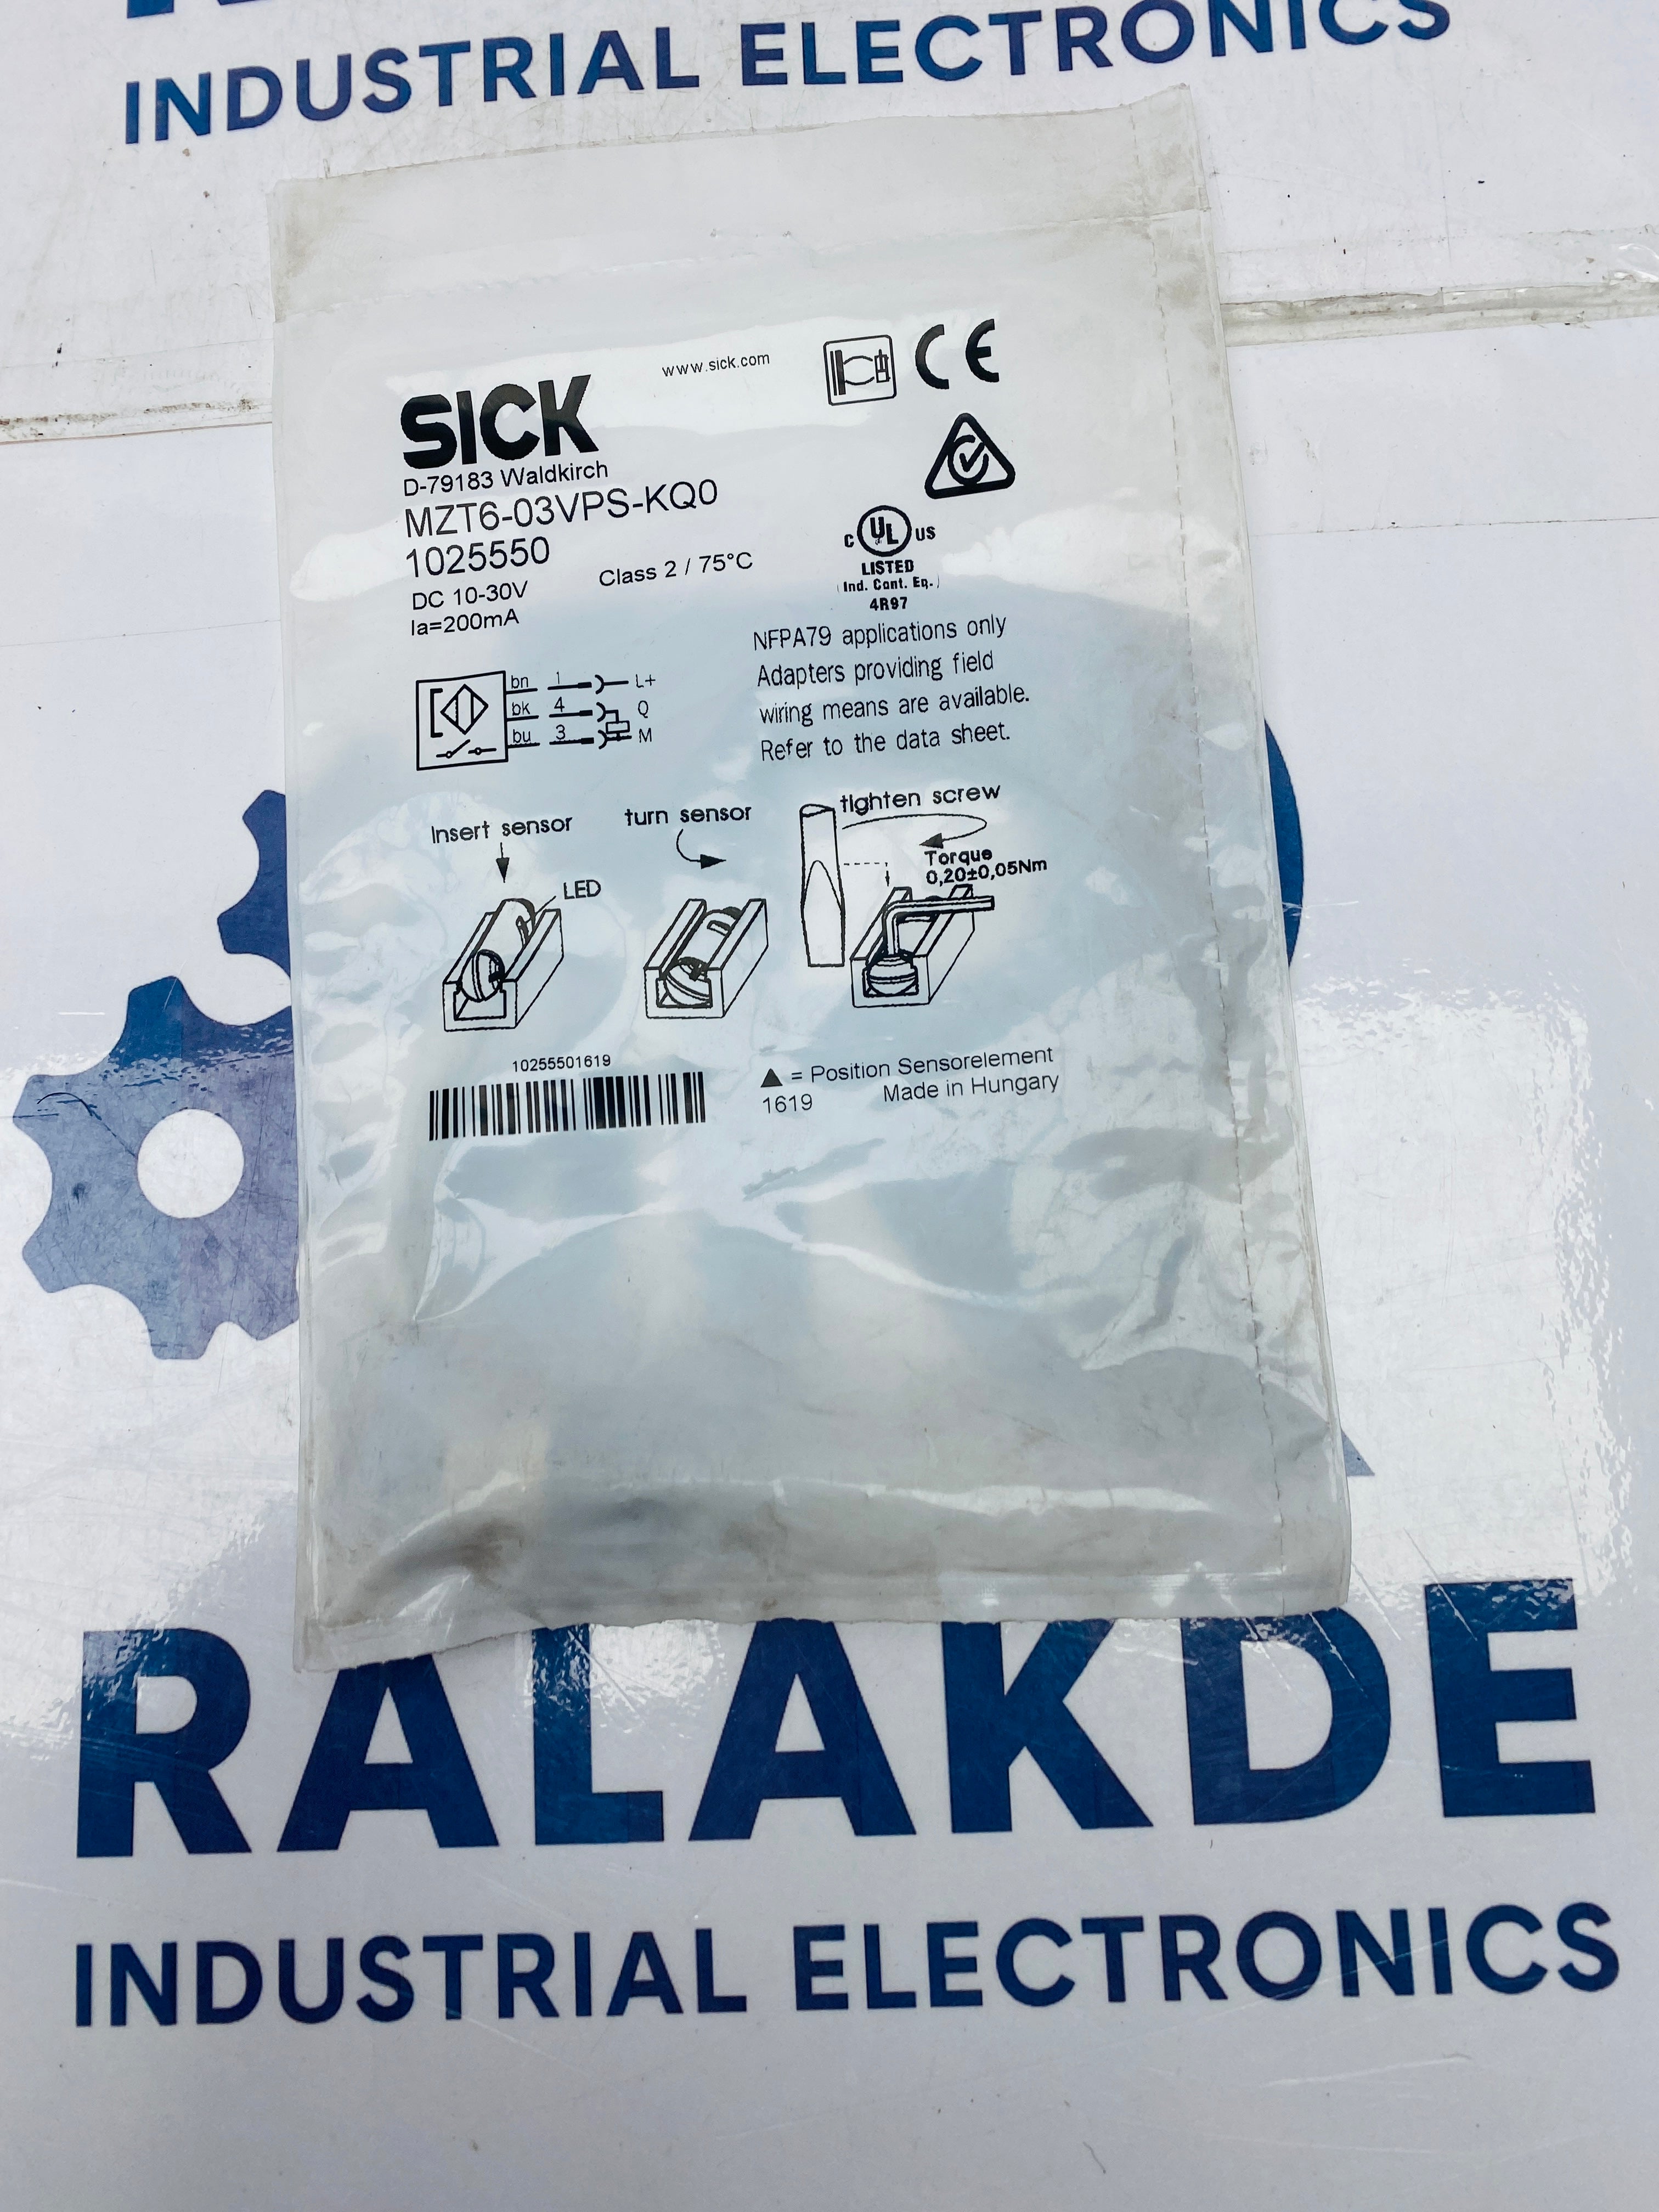 INDUSTRIAL ELECTRONICS
www.sick.com
CE
SICK
D-79183 Waldkirch
MZT6-03VPS-KQ0
1025550
DC 10-30V
Class 2 / 75°C
Ia=200mA
C UL US
LISTED
Ind. Cont. Eq.
4R97
NFPA79 applications only
Adapters providing field
wiring means are available.
Refer to the data sheet.
bn 1 L+
bk 4 Q
bu 3 M
Insert sensor
turn sensor
tighten screw
Torque
0,20±0,05Nm
LED
10255501619
▲ = Position Sensorelement
1619 Made in Hungary
RALAKDE
INDUSTRIAL ELECTRONICS